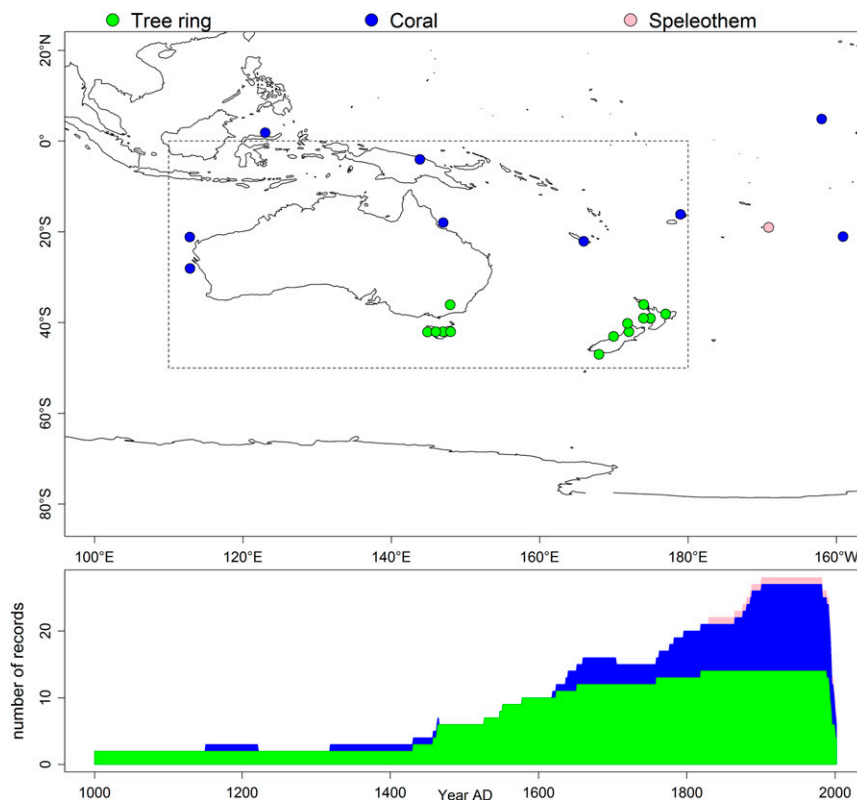 Tree ring Coral Speleothem
20°N
0°
20°S
40°S
60°S
80°S
100°E 120°E 140°E 160°E 180°E 160°W
number of records
20
10
0
1000 1200 1400 1600 1800 2000
Year AD